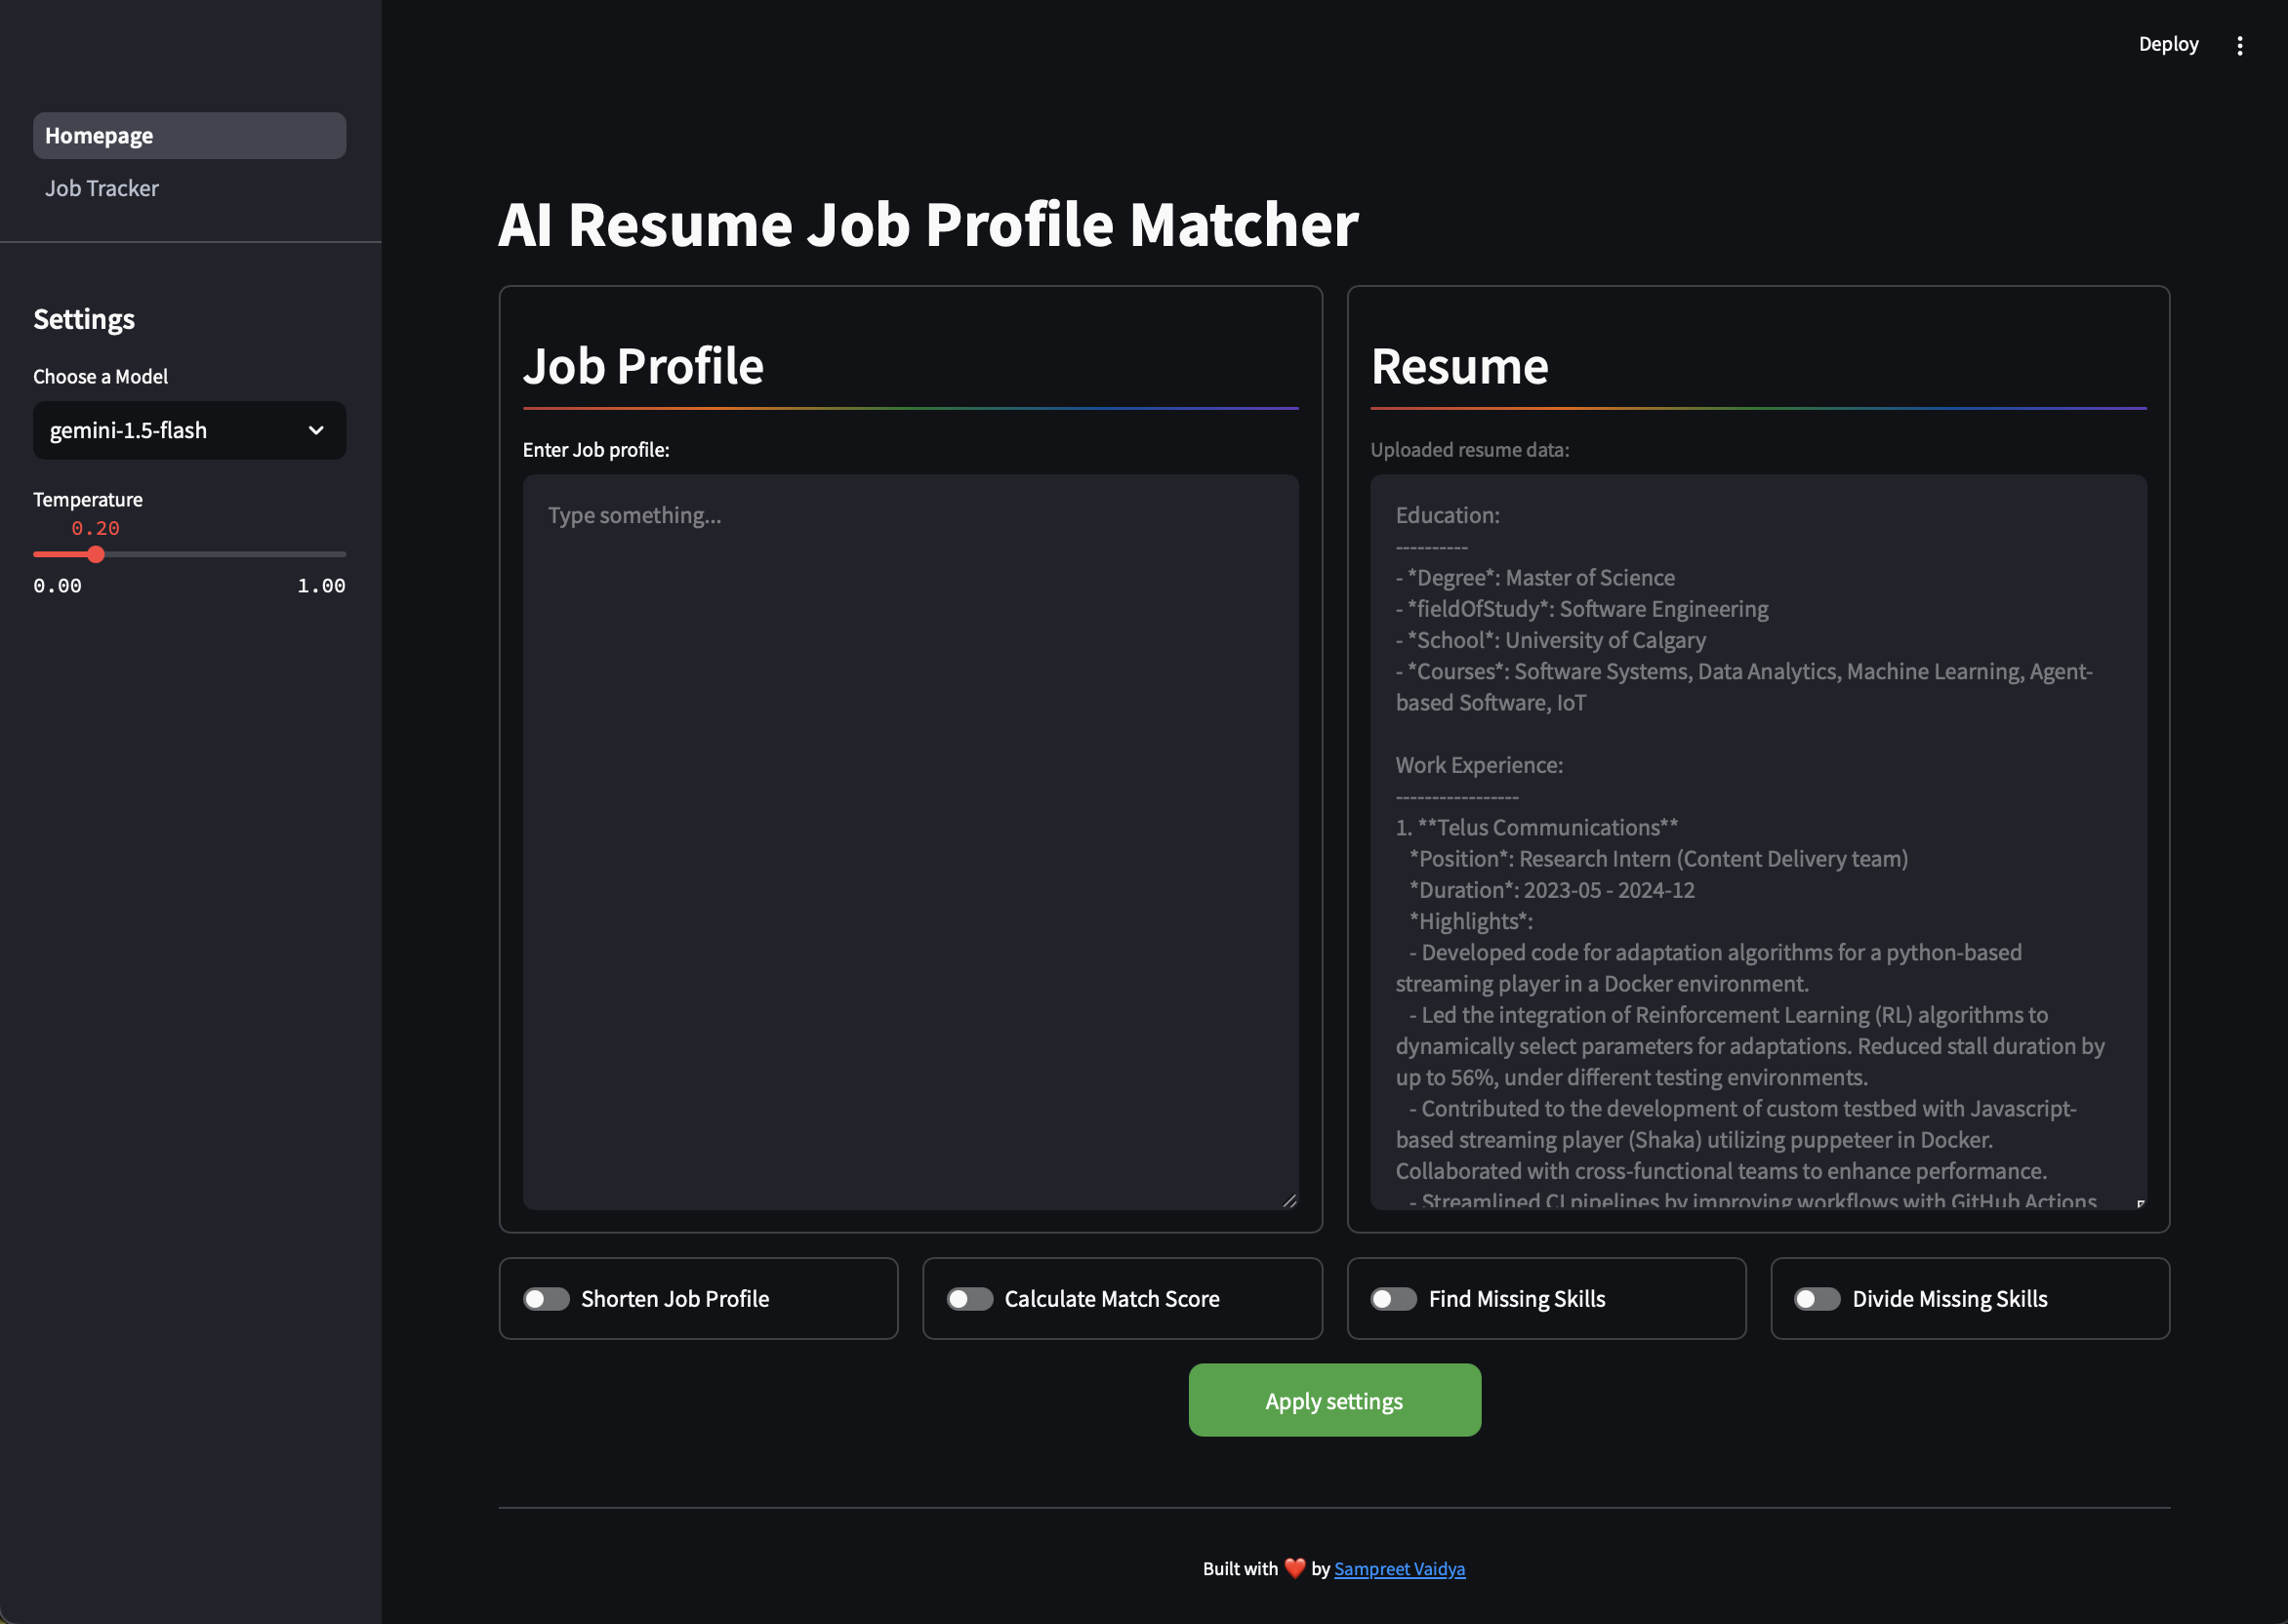 Deploy
Homepage
Job Tracker
Settings
Choose a Model
gemini-1.5-flash
Temperature
0.20
0.00 1.00
AI Resume Job Profile Matcher
Job Profile
Enter Job profile:
Type something...
Resume
Uploaded resume data:
Education:
----------
- *Degree*: Master of Science
- *fieldOfStudy*: Software Engineering
- *School*: University of Calgary
- *Courses*: Software Systems, Data Analytics, Machine Learning, Agent-
based Software, IoT
Work Experience:
-----------------
1. **Telus Communications**
*Position*: Research Intern (Content Delivery team)
*Duration*: 2023-05 - 2024-12
*Highlights*:
- Developed code for adaptation algorithms for a python-based
streaming player in a Docker environment.
- Led the integration of Reinforcement Learning (RL) algorithms to
dynamically select parameters for adaptations. Reduced stall duration by
up to 56%, under different testing environments.
- Contributed to the development of custom testbed with Javascript-
based streaming player (Shaka) utilizing puppeteer in Docker.
Collaborated with cross-functional teams to enhance performance.
- Streamlined CI pipelines by improving workflows with GitHub Actions
Shorten Job Profile
Calculate Match Score
Find Missing Skills
Divide Missing Skills
Apply settings
Built with ❤️ by Sampreet Vaidya